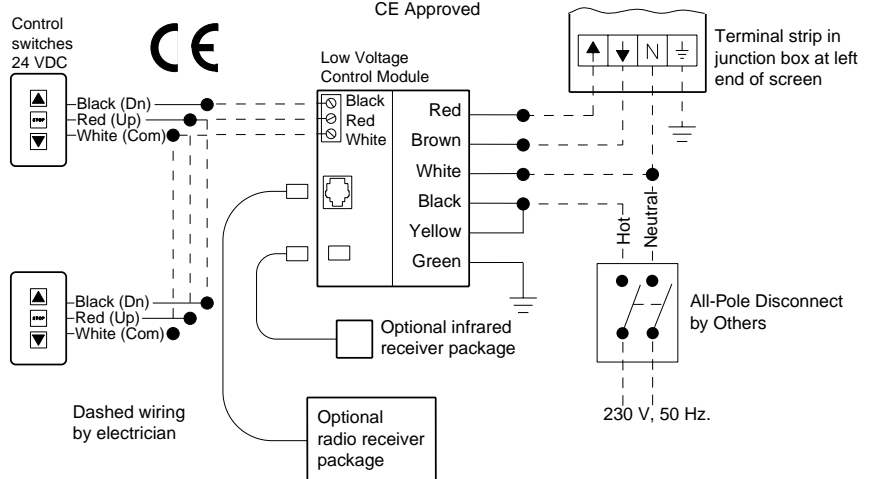 CE Approved
Control
switches
24 VDC
CE
Low Voltage
Control Module
N
Terminal strip in
junction box at left
end of screen
STOP
Black (Dn)
Red (Up)
White (Com)
Black
Red
White
Red
Brown
White
Black
Yellow
Green
Hot
Neutral
STOP
Black (Dn)
Red (Up)
White (Com)
All-Pole Disconnect
by Others
Optional infrared
receiver package
Dashed wiring
by electrician
Optional
radio receiver
package
230 V, 50 Hz.